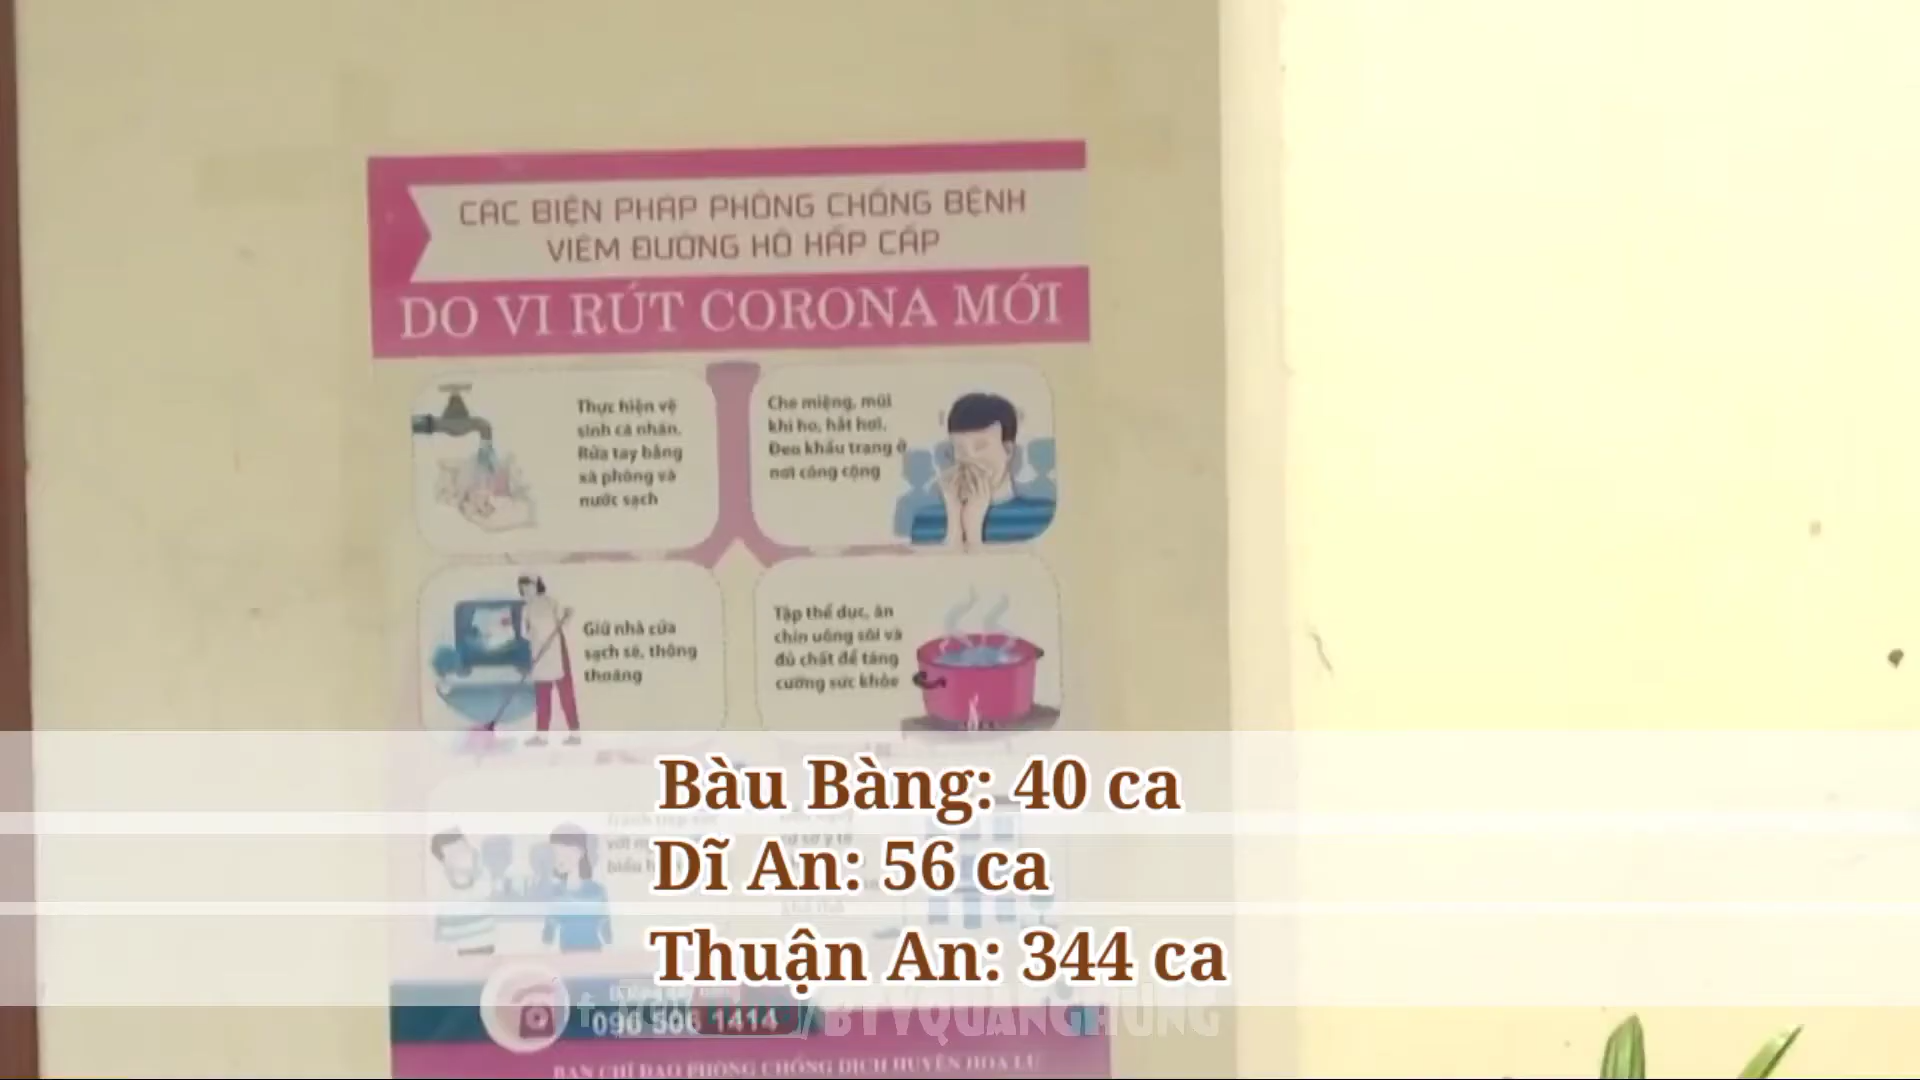 CÁC BIỆN PHÁP PHÒNG CHỐNG BỆNH
VIÊM ĐƯỜNG HÔ HẤP CẤP
DO VI RÚT CORONA MỚI
Thực hiện vệ
sinh cá nhân.
Rửa tay bằng
xà phòng và
nước sạch
Che miệng, mũi
khi ho, hắt hơi.
Đeo khẩu trang ở
nơi công cộng
Giữ nhà cửa
sạch sẽ, thông
thoáng
Tập thể dục, ăn
chín uống sôi và
đủ chất để tăng
cường sức khỏe
Bàu Bàng: 40 ca
Dĩ An: 56 ca
Thuận An: 344 ca
096 506 1414
/BTVQUANGHUNG
BAN CHỈ ĐẠO PHÒNG CHỐNG DỊCH HUYỆN HOA LƯ